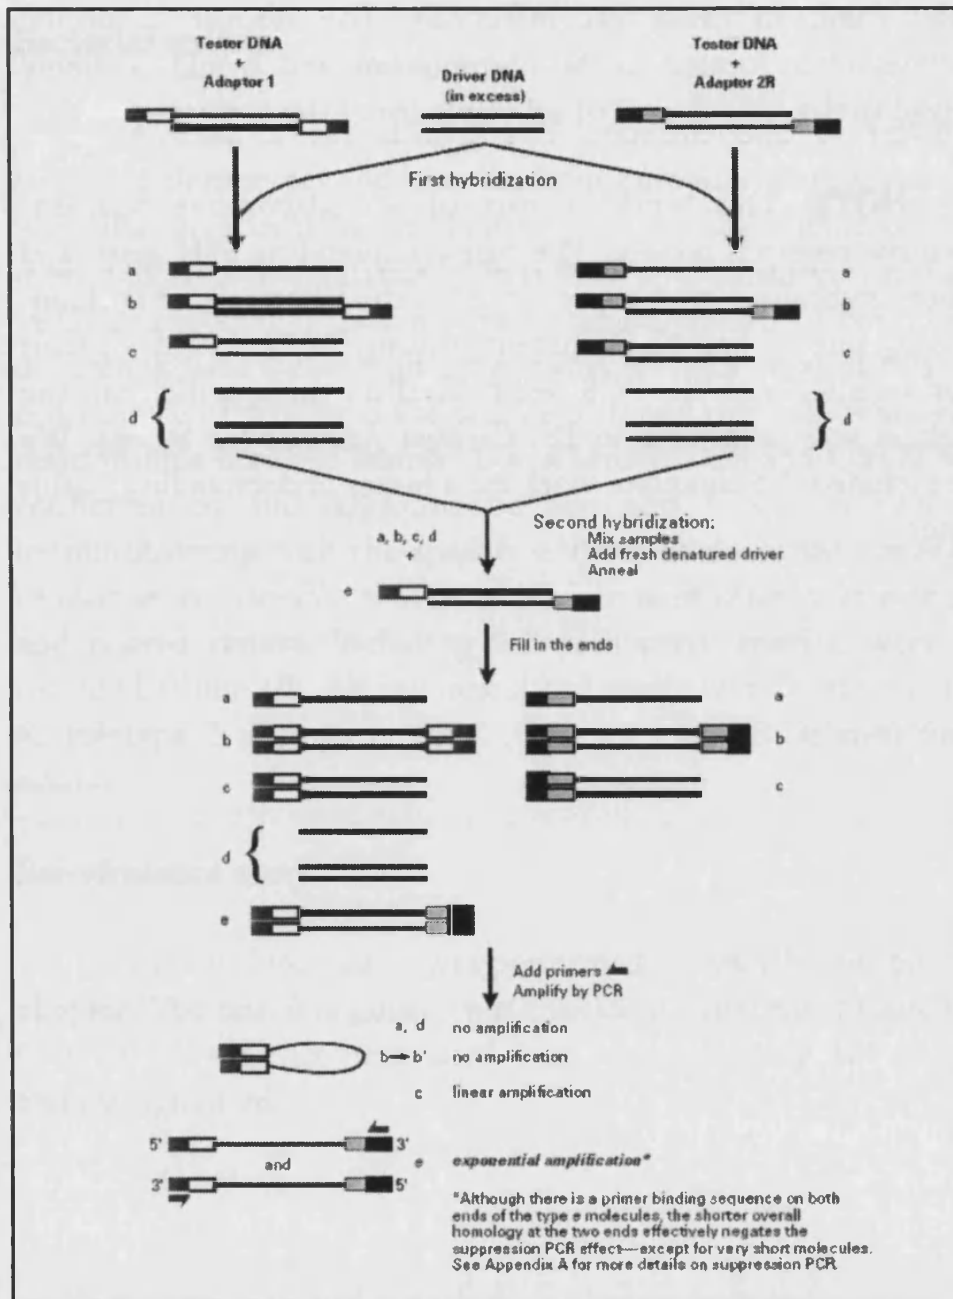 Tester DNA
Adaptor 1
Driver DNA
(in excess)
Tester DNA
+
Adaptor 2R
First hybridization
a
b
c
d
a
b
c
d
a, b, c, d
Second hybridization:
Mix samples
Add fresh denatured driver
Anneal
e
Fill in the ends
a
b
c
d
e
a
b
c
Add primers
Amplify by PCR
a, d no amplification
b b' no amplification
c linear amplification
5' 3'
and
3' 5'
e exponential amplification*
*Although there is a primer binding sequence on both
ends of the type e molecules, the shorter overall
homology at the two ends effectively negates the
suppression PCR effect—except for very short molecules.
See Appendix A for more details on suppression PCR